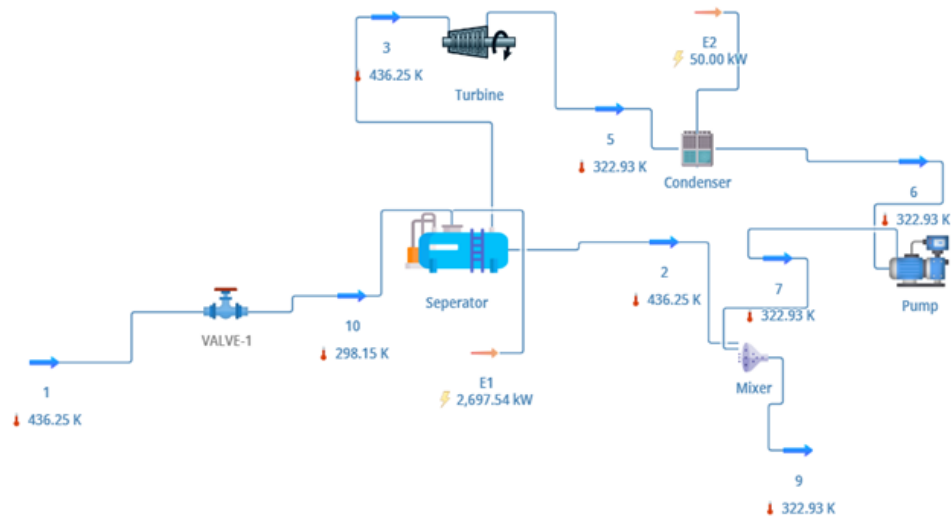 3
436.25 K
Turbine
E2
50.00 kW
5
322.93 K
Condenser
6
322.93 K
Seperator
2
436.25 K
7
322.93 K
Pump
VALVE-1
10
298.15 K
1
436.25 K
E1
2,697.54 kW
Mixer
9
322.93 K